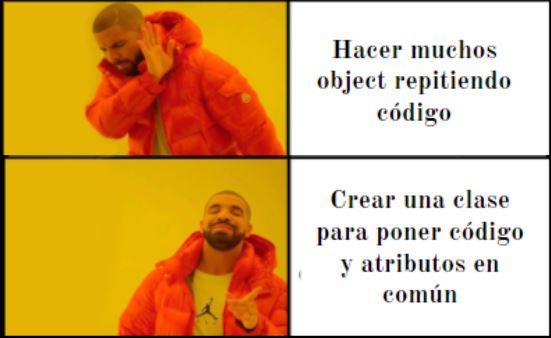 Hacer muchos
object repitiendo
código
Crear una clase
para poner código
y atributos en
común